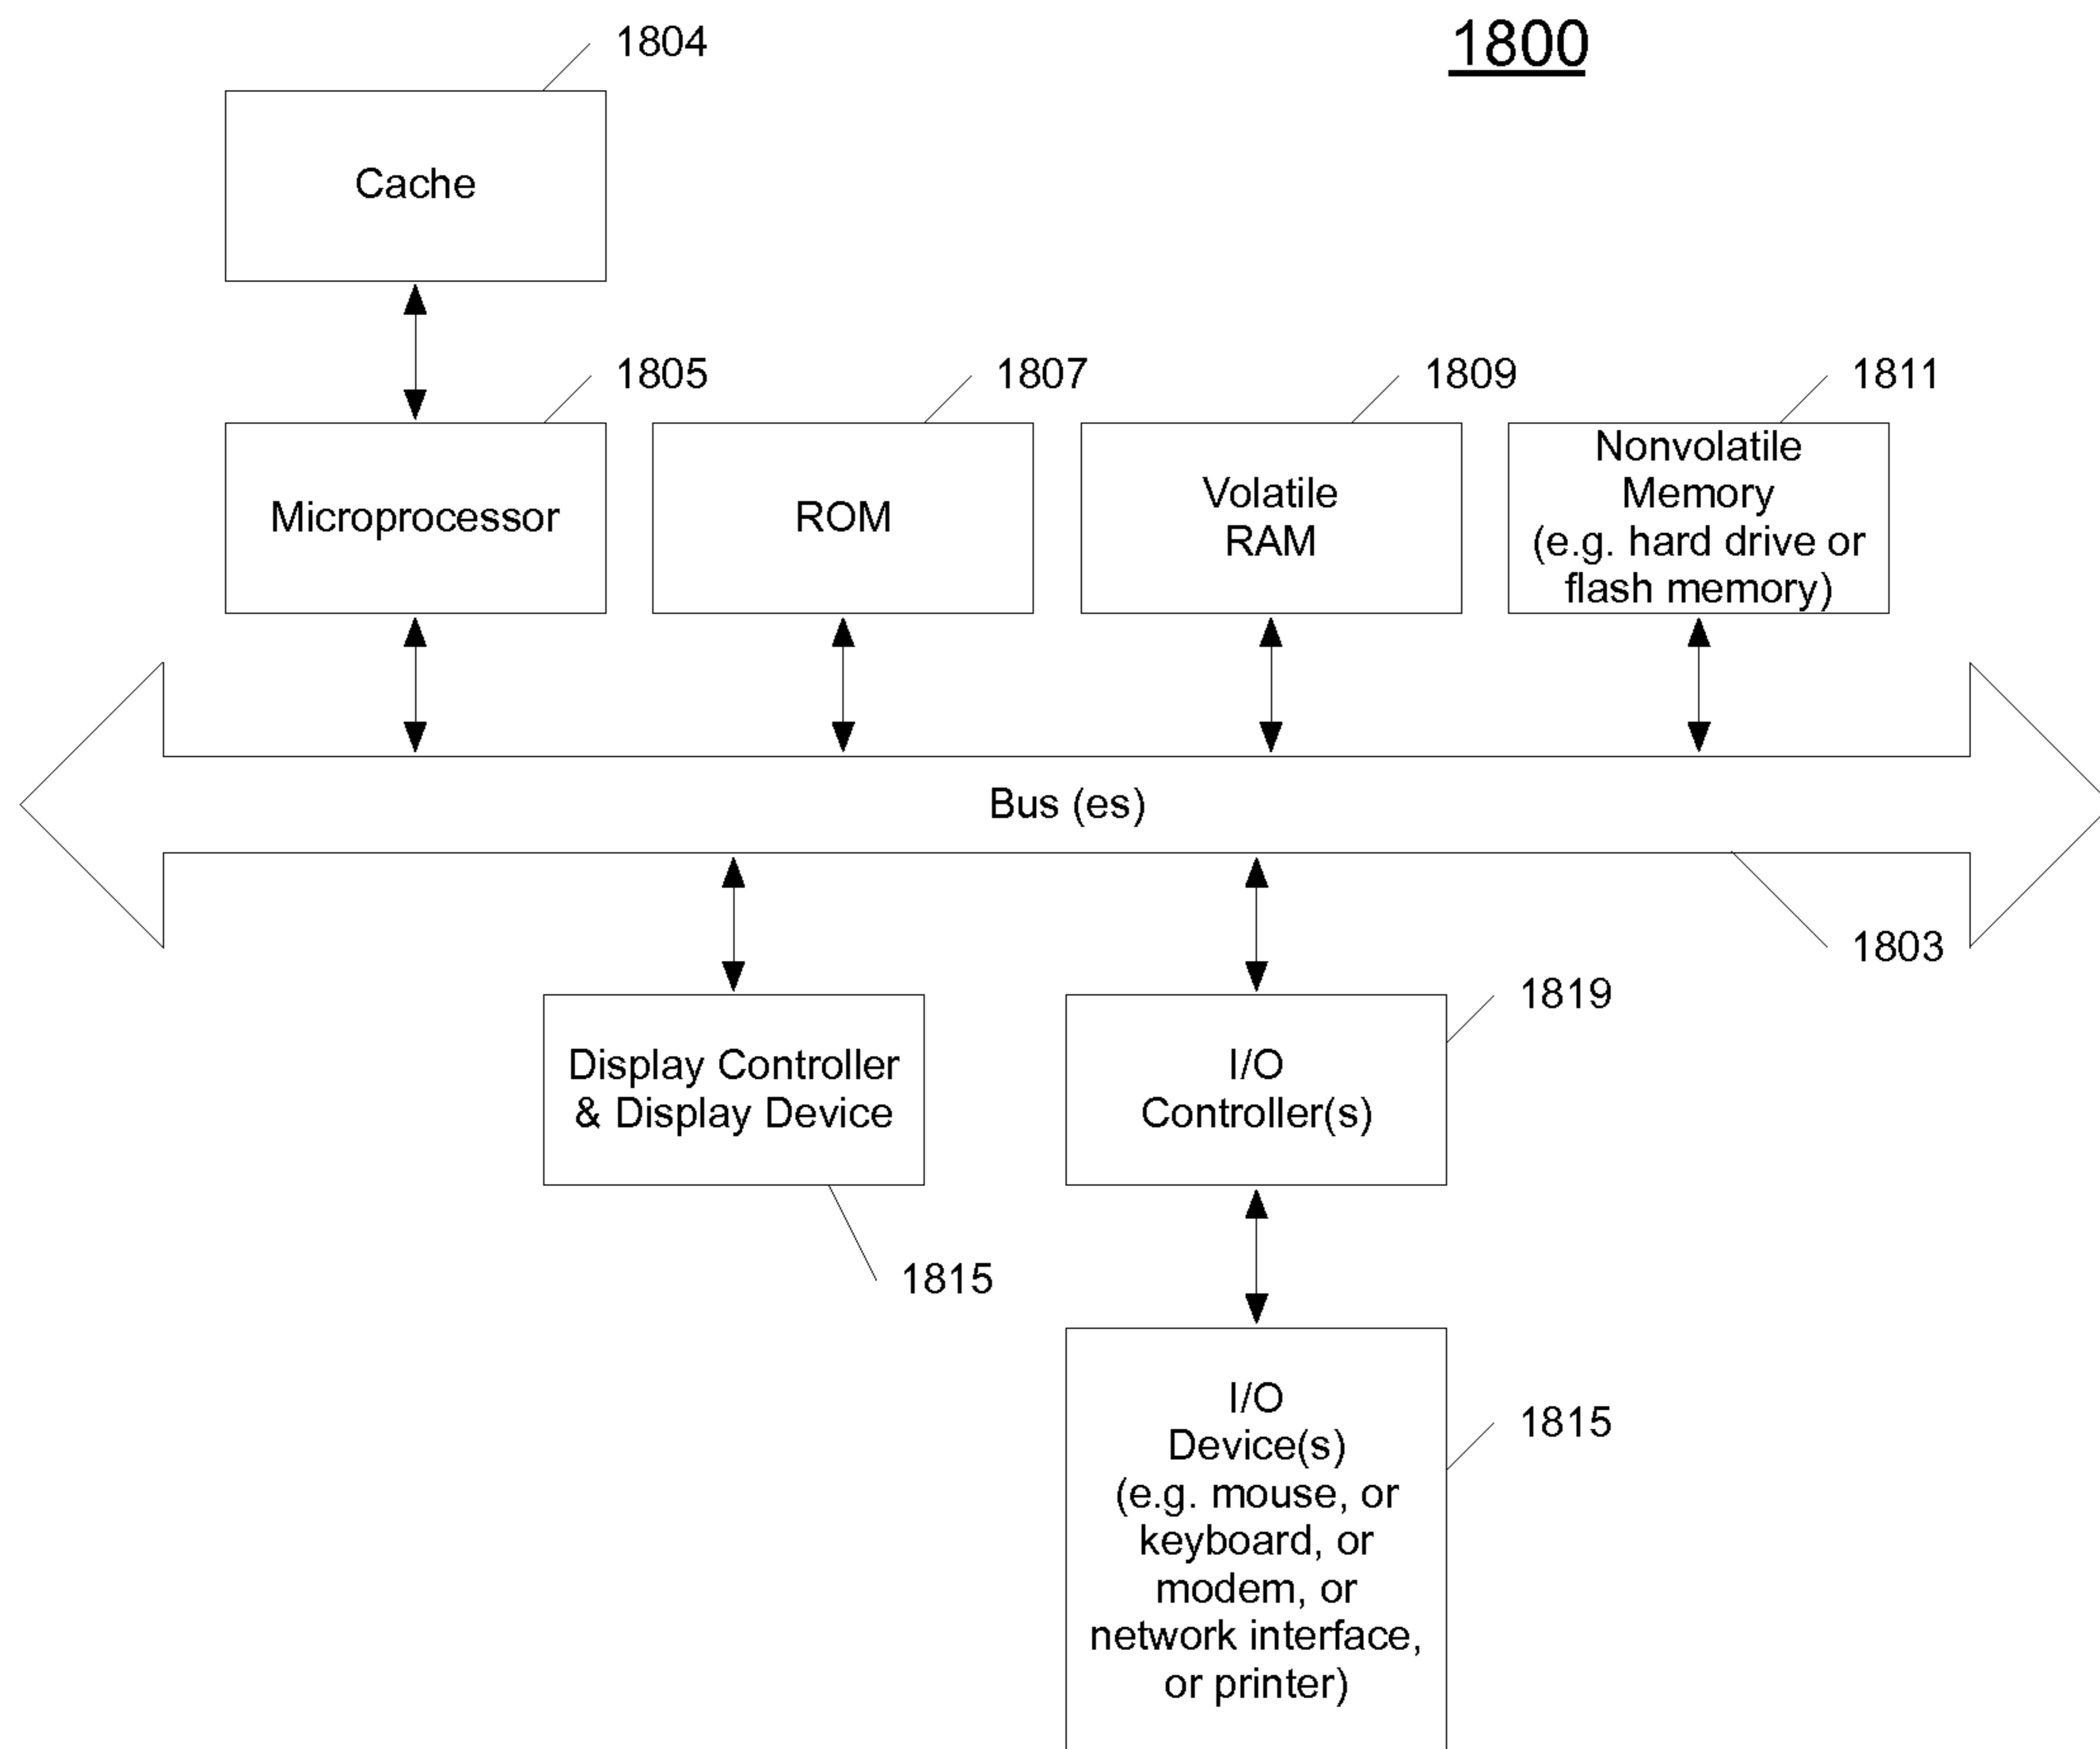 1800
1804
Cache
1805
1807
1809
1811
Microprocessor
ROM
Volatile
RAM
Nonvolatile
Memory
(e.g. hard drive or
flash memory)
Bus (es)
1803
1819
Display Controller
& Display Device
I/O
Controller(s)
1815
1815
I/O
Device(s)
(e.g. mouse, or
keyboard, or
modem, or
network interface,
or printer)